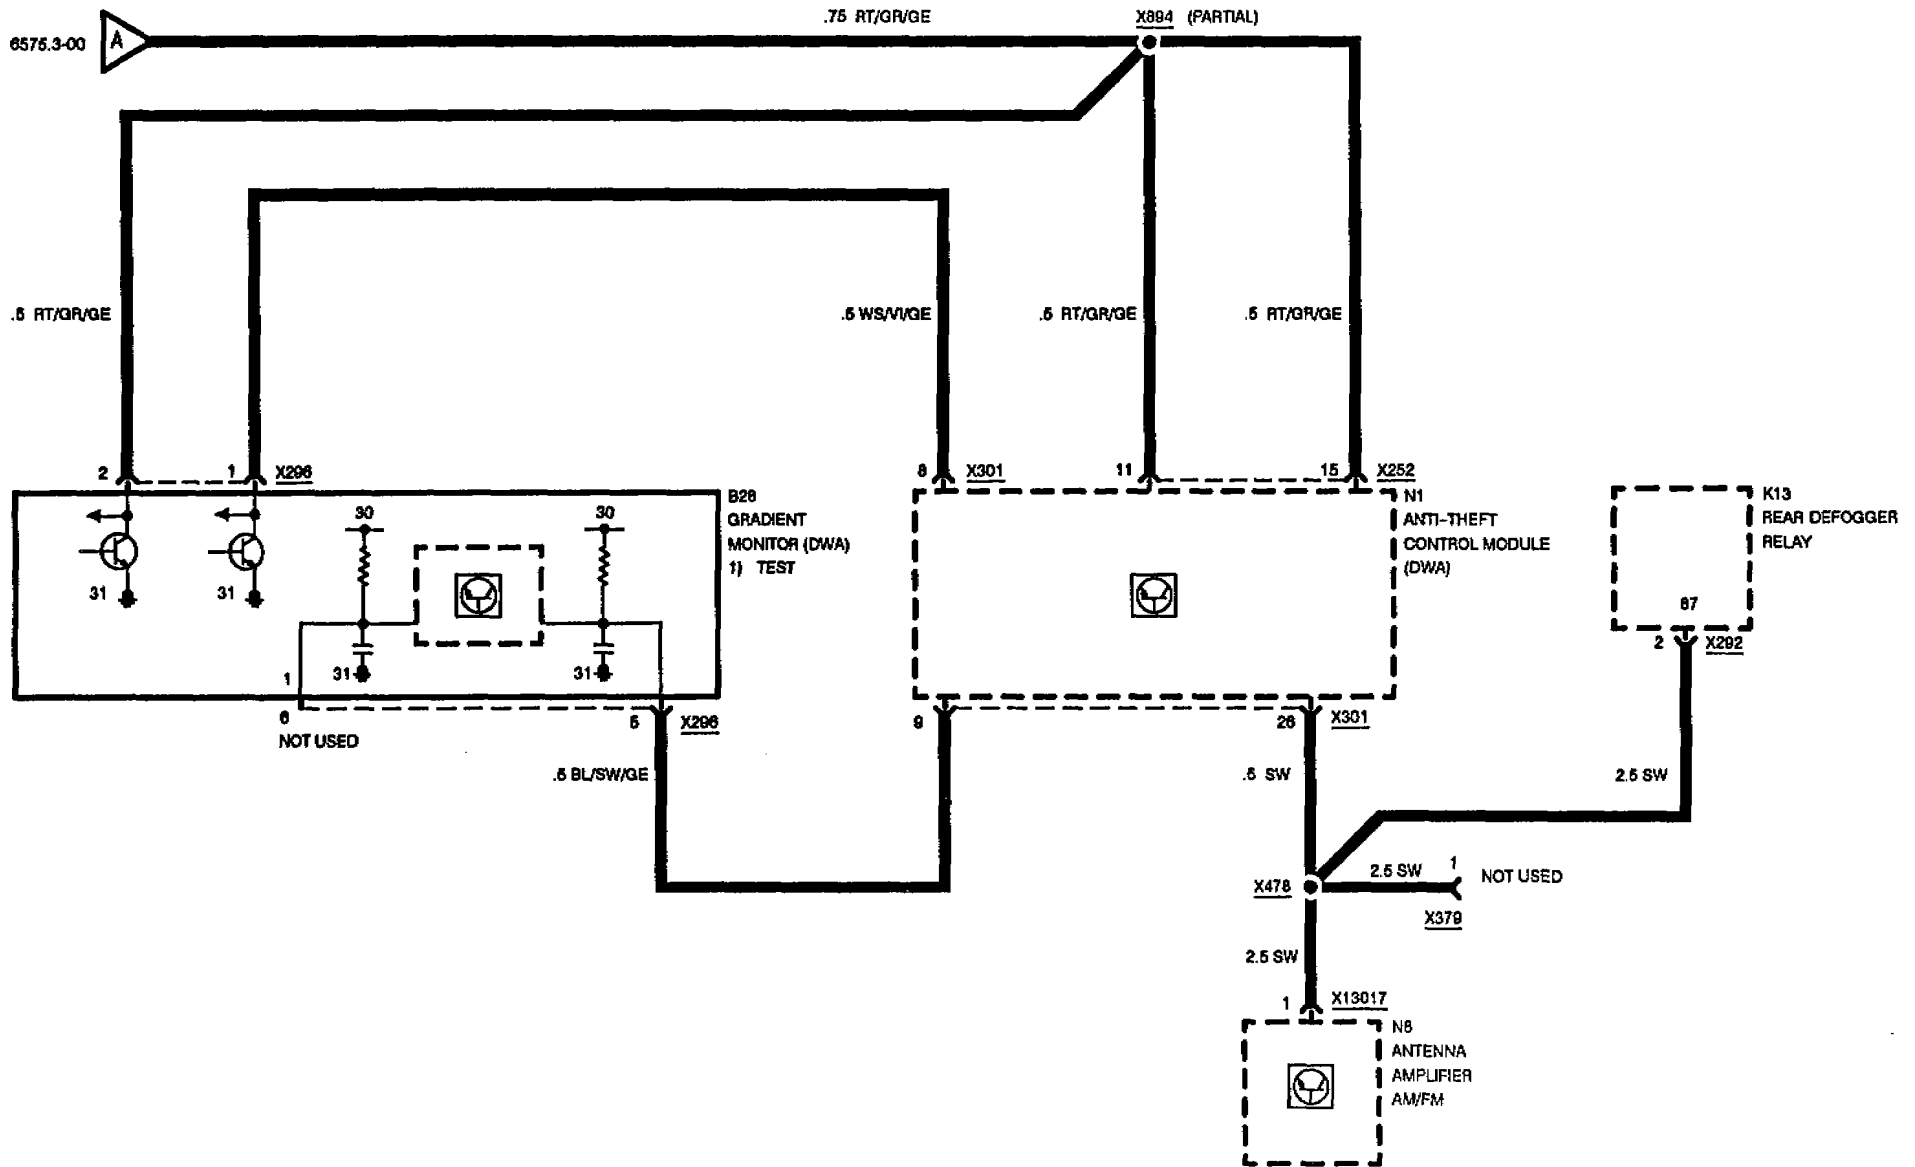 .75 RT/GR/GE
X894 (PARTIAL)
6575.3-00
A
.5 RT/GR/GE
.5 WS/VI/GE
.5 RT/GR/GE
.5 RT/GR/GE
2
1
X296
8
X301
11
15
X252
B28
GRADIENT
MONITOR (DWA)
1) TEST
N1
ANTI-THEFT
CONTROL MODULE
(DWA)
K13
REAR DEFOGGER
RELAY
30
30
31
31
31
31
1
87
2
X292
6
NOT USED
5
X296
9
26
X301
.5 BL/SW/GE
.5 SW
2.5 SW
X478
2.5 SW
1
NOT USED
X379
2.5 SW
1
X13017
N8
ANTENNA
AMPLIFIER
AM/FM